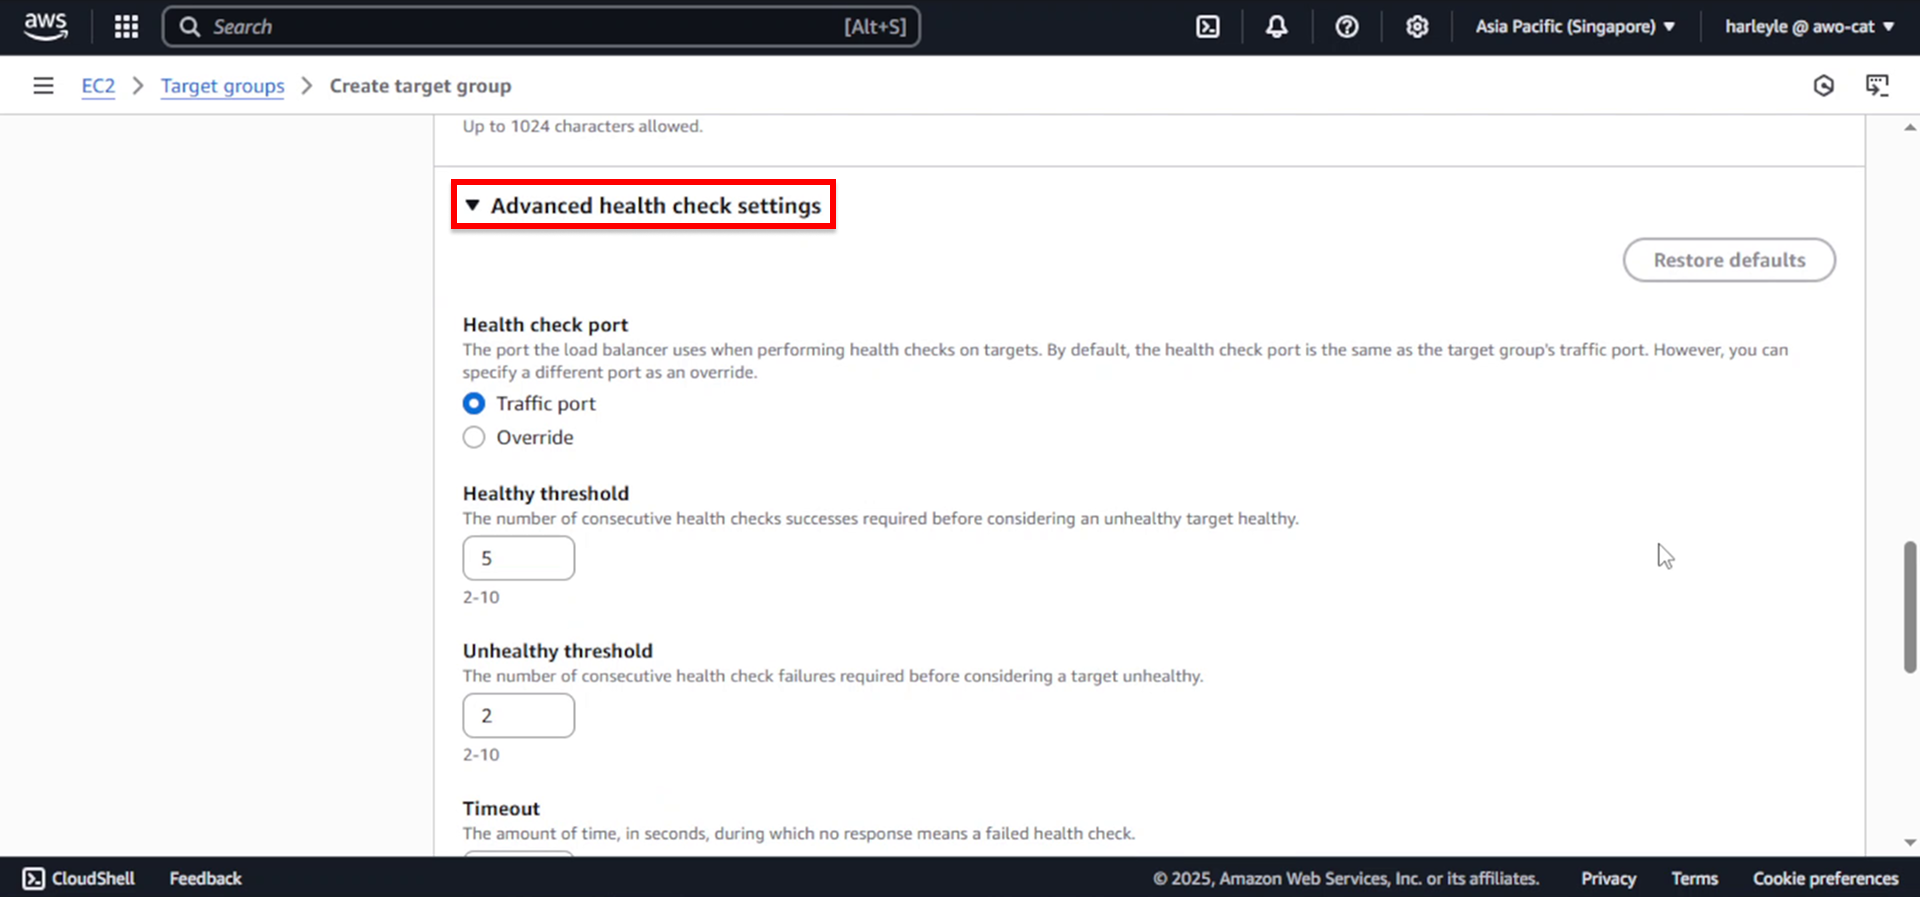 aws
Search
[Alt+S]
Asia Pacific (Singapore)
harleyle @ awo-cat
EC2
Target groups
Create target group
Up to 1024 characters allowed.
Advanced health check settings
Restore defaults
Health check port
The port the load balancer uses when performing health checks on targets. By default, the health check port is the same as the target group's traffic port. However, you can
specify a different port as an override.
Traffic port
Override
Healthy threshold
The number of consecutive health checks successes required before considering an unhealthy target healthy.
5
2-10
Unhealthy threshold
The number of consecutive health check failures required before considering a target unhealthy.
2
2-10
Timeout
The amount of time, in seconds, during which no response means a failed health check.
CloudShell
Feedback
© 2025, Amazon Web Services, Inc. or its affiliates.
Privacy
Terms
Cookie preferences